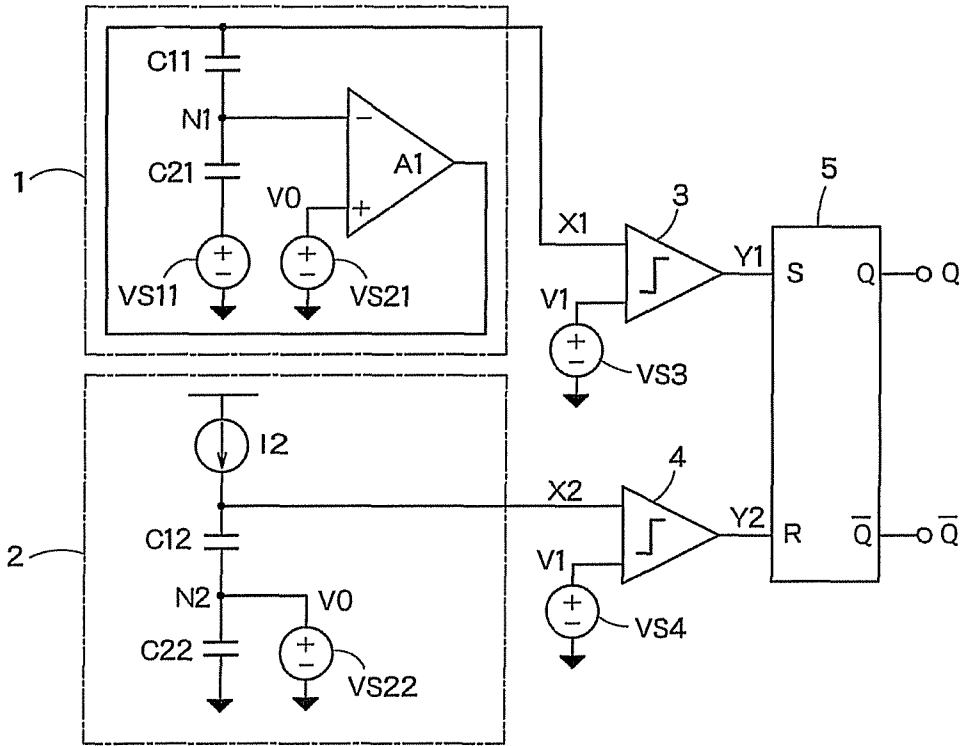 C11
N1
C21
VS11
V0
VS21
−
+
A1
+
−
+
−
1
X1
3
Y1
V1
+
−
VS3
5
S
Q
Q
I2
C12
N2
C22
V0
+
−
VS22
2
X2
4
Y2
V1
+
−
VS4
R
Q̅
Q̅